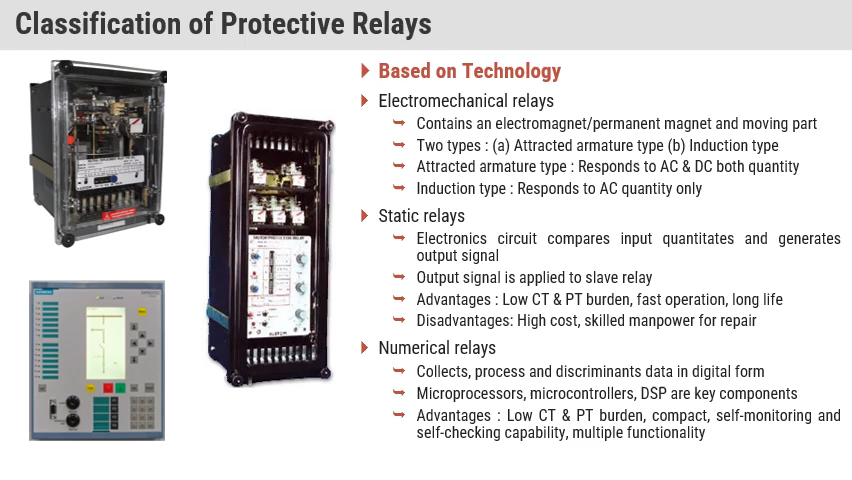 Classification of Protective Relays
Based on Technology
Electromechanical relays
Contains an electromagnet/permanent magnet and moving part
Two types : (a) Attracted armature type (b) Induction type
Attracted armature type : Responds to AC & DC both quantity
Induction type : Responds to AC quantity only
Static relays
Electronics circuit compares input quantitates and generates
output signal
Output signal is applied to slave relay
Advantages : Low CT & PT burden, fast operation, long life
Disadvantages: High cost, skilled manpower for repair
Numerical relays
Collects, process and discriminants data in digital form
Microprocessors, microcontrollers, DSP are key components
Advantages : Low CT & PT burden, compact, self-monitoring and
self-checking capability, multiple functionality